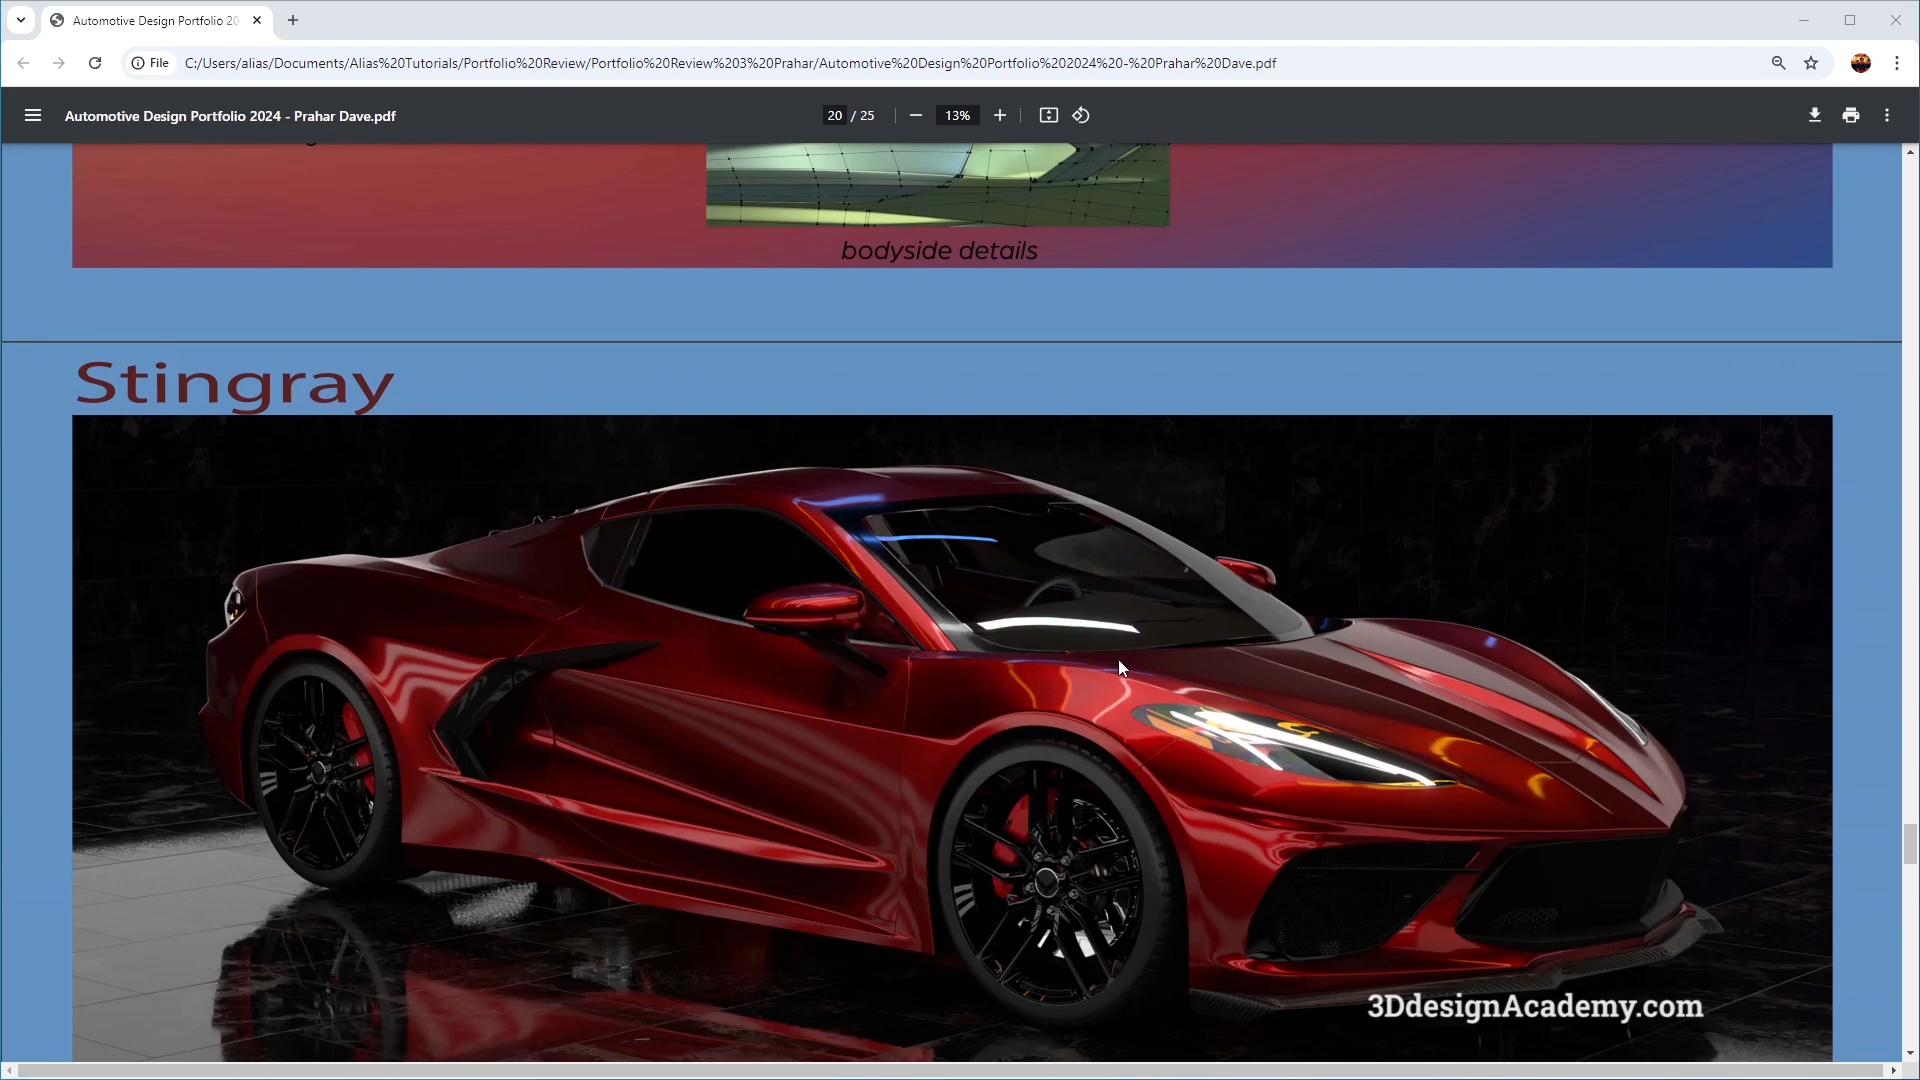 Automotive Design Portfolio 20
File
C:/Users/alias/Documents/Alias%20Tutorials/Portfolio%20Review/Portfolio%20Review%203%20Prahar/Automotive%20Design%20Portfolio%202024%20-%20Prahar%20Dave.pdf
Automotive Design Portfolio 2024 - Prahar Dave.pdf
20 / 25
13%
bodyside details
Stingray
3DdesignAcademy.com